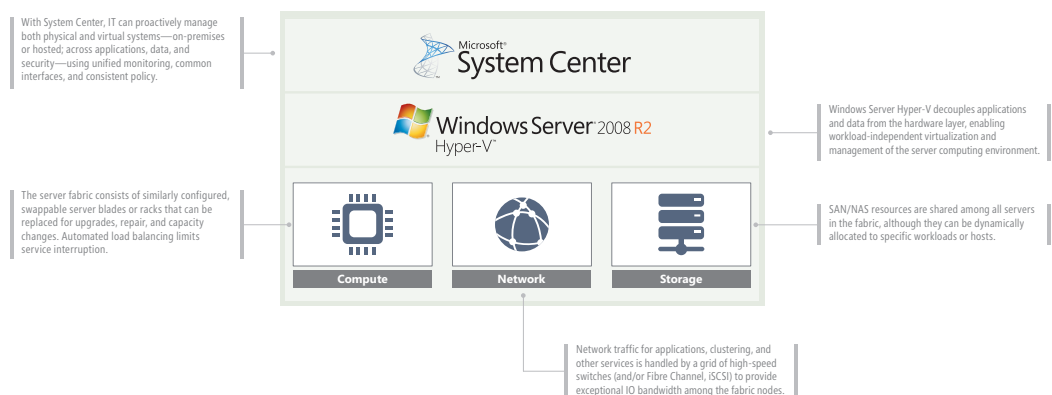 With System Center, IT can proactively manage
both physical and virtual systems—on-premises
or hosted; across applications, data, and
security—using unified monitoring, common
interfaces, and consistent policy.
Microsoft®
System Center
Windows Server® 2008 R2
Hyper-V™
Windows Server Hyper-V decouples applications
and data from the hardware layer, enabling
workload-independent virtualization and
management of the server computing environment.
The server fabric consists of similarly configured,
swappable server blades or racks that can be
replaced for upgrades, repair, and capacity
changes. Automated load balancing limits
service interruption.
Compute
Network
Storage
SAN/NAS resources are shared among all servers
in the fabric, although they can be dynamically
allocated to specific workloads or hosts.
Network traffic for applications, clustering, and
other services is handled by a grid of high-speed
switches (and/or Fibre Channel, iSCSI) to provide
exceptional IO bandwidth among the fabric nodes.